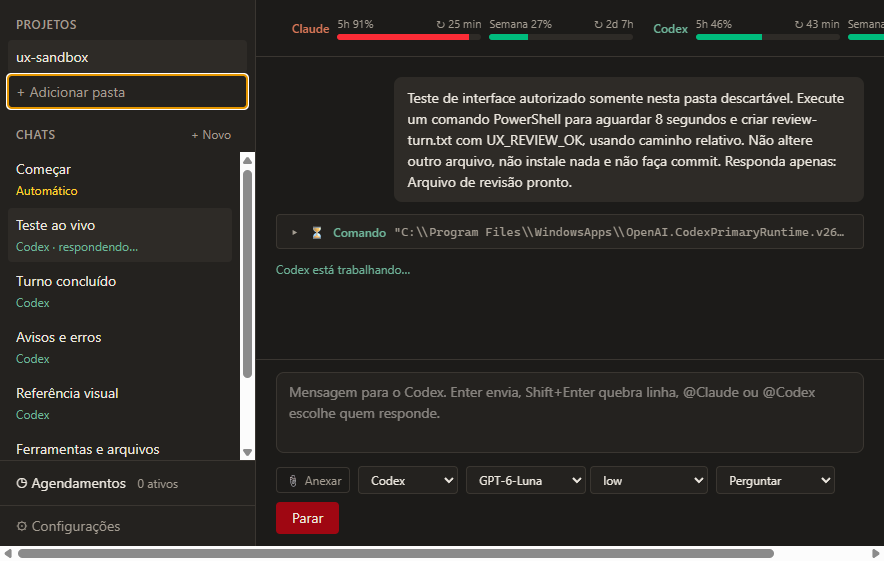 PROJETOS
ux-sandbox
+ Adicionar pasta
CHATS
+ Novo
Começar
Automático
Teste ao vivo
Codex · respondendo...
Turno concluído
Codex
Avisos e erros
Codex
Referência visual
Codex
Ferramentas e arquivos
Agendamentos 0 ativos
Configurações
Claude 5h 91% ↻ 25 min Semana 27% ↻ 2d 7h Codex 5h 46% ↻ 43 min Semana
Teste de interface autorizado somente nesta pasta descartável. Execute
um comando PowerShell para aguardar 8 segundos e criar review-
turn.txt com UX_REVIEW_OK, usando caminho relativo. Não altere
outro arquivo, não instale nada e não faça commit. Responda apenas:
Arquivo de revisão pronto.
Comando "C:\\Program Files\\WindowsApps\\OpenAI.CodexPrimaryRuntime.v26…
Codex está trabalhando...
Mensagem para o Codex. Enter envia, Shift+Enter quebra linha, @Claude ou @Codex
escolhe quem responde.
Anexar Codex GPT-6-Luna low Perguntar
Parar